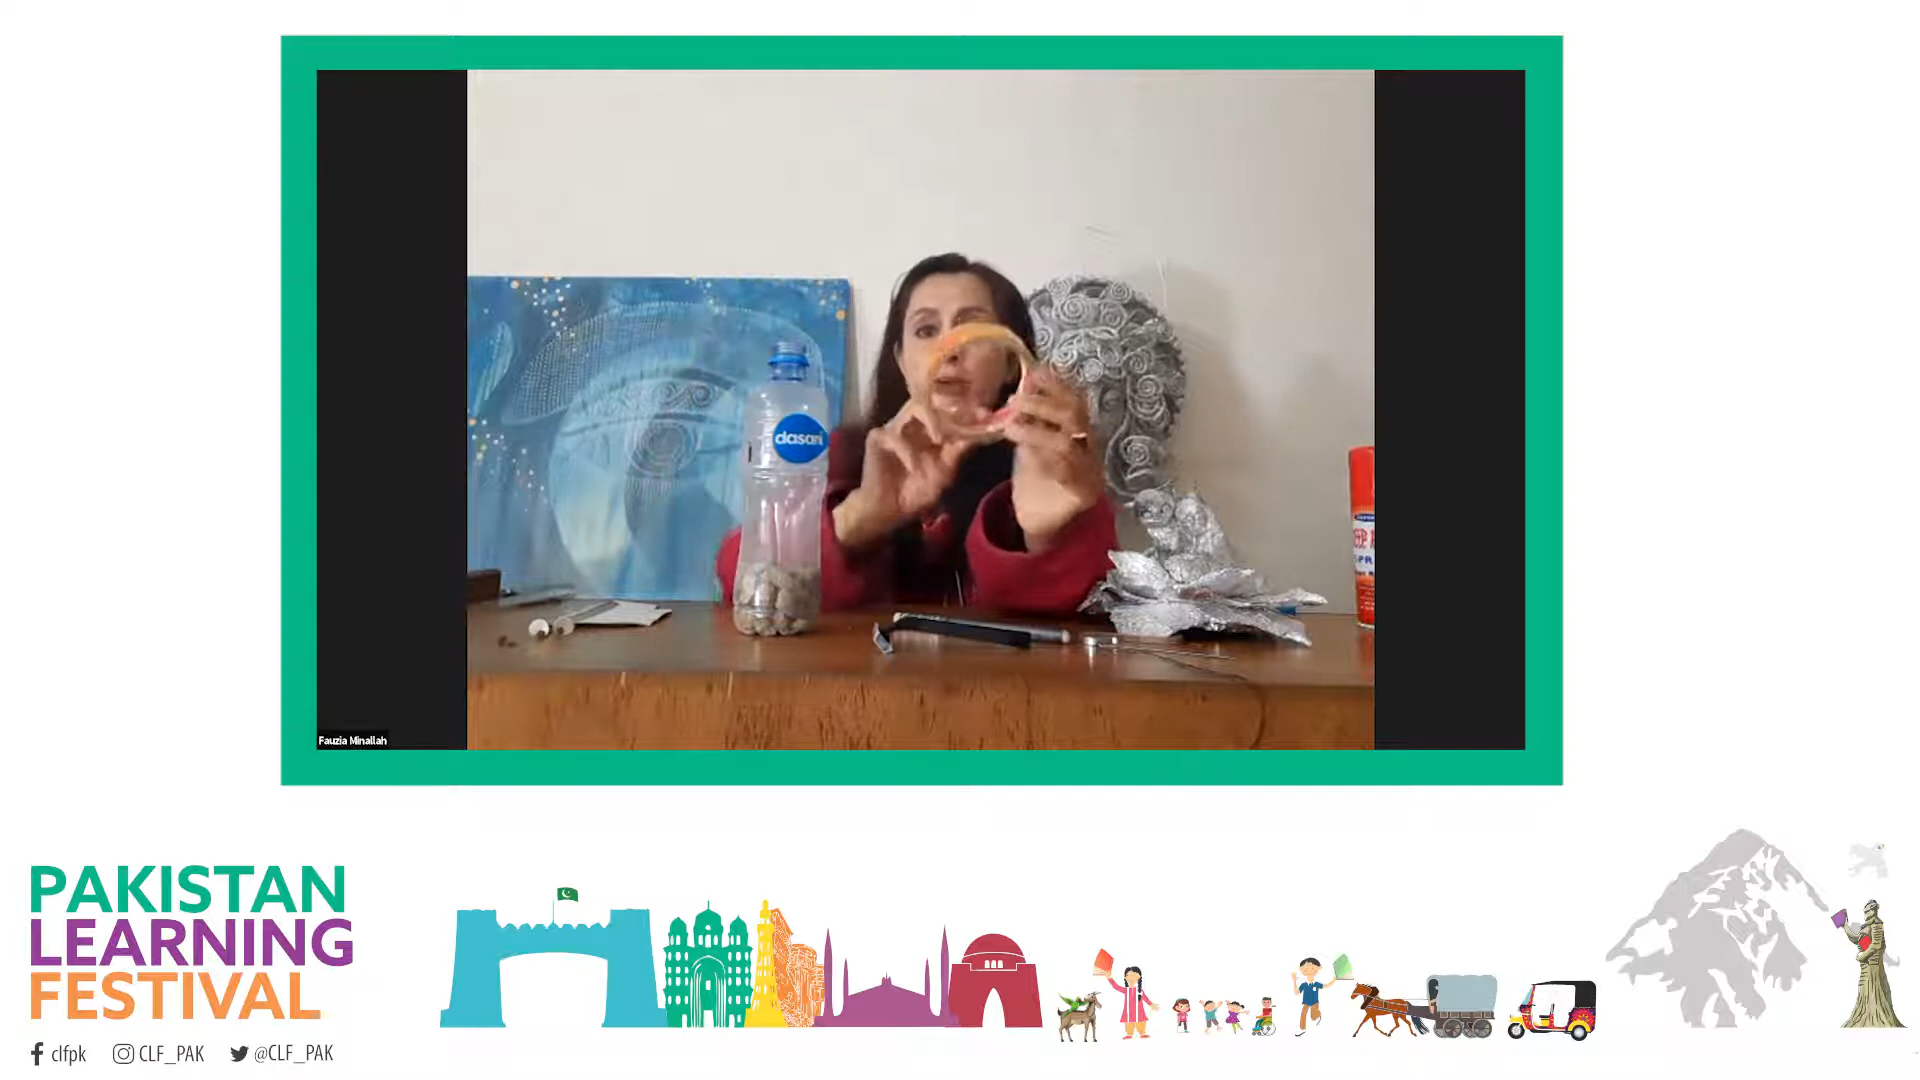 dasani
Fauzia Minallah
PAKISTAN
LEARNING
FESTIVAL
clfpk
CLF_PAK
@CLF_PAK